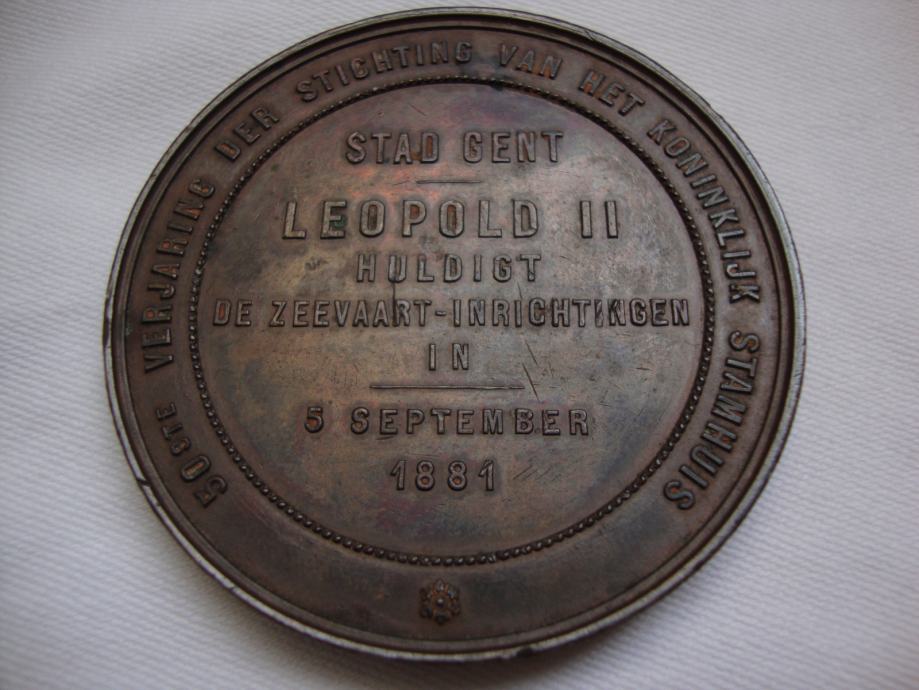 50STE VERJARING DER STICHTING VAN HET KONINKLIJK STAMHUIS
STAD GENT
LEOPOLD II
HULDIGT
DE ZEEVAART-INRICHTINGEN
IN
5 SEPTEMBER
1881